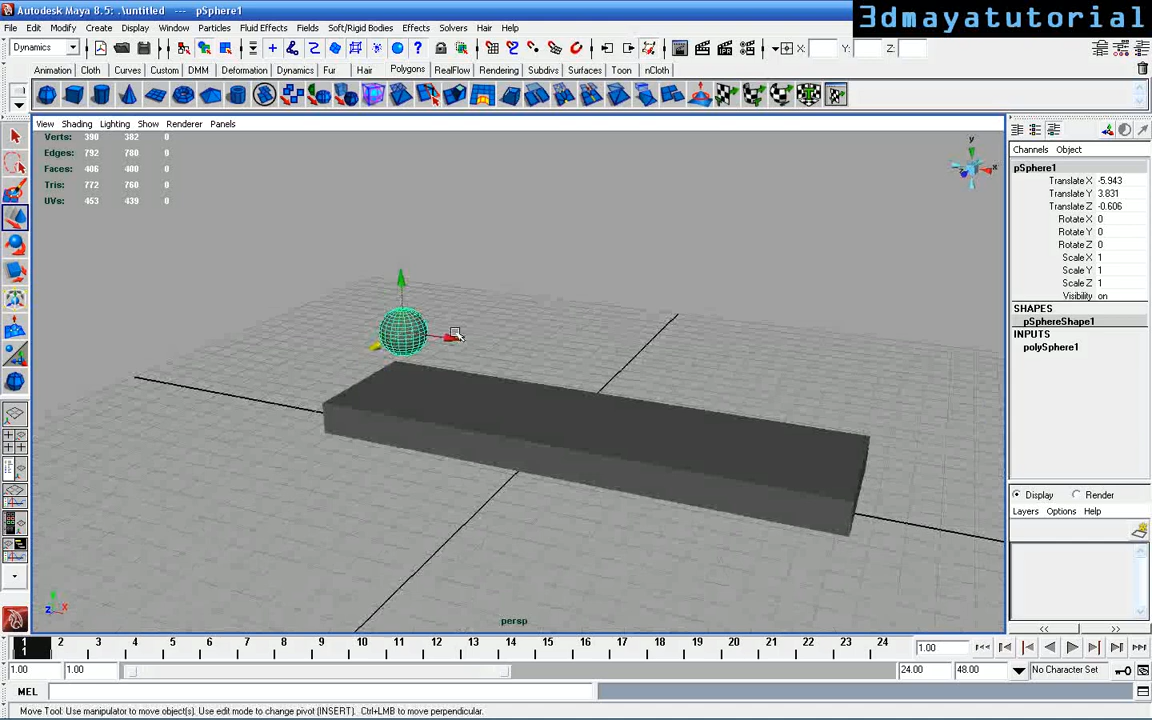 Autodesk Maya 8.5: .\untitled --- pSphere1
3dmayatutorial
File Edit Modify Create Display Window Particles Fluid Effects Fields Soft/Rigid Bodies Effects Solvers Hair Help
Dynamics X: Y: Z:
Animation Cloth Curves Custom DMM Deformation Dynamics Fur Hair Polygons RealFlow Rendering Subdivs Surfaces Toon nCloth
View Shading Lighting Show Renderer Panels
Verts: 390 382 0
Edges: 792 780 0
Faces: 406 400 0
Tris: 772 760 0
UVs: 453 439 0
y
x
Channels Object
pSphere1
Translate X -5.943
Translate Y 3.831
Translate Z -0.606
Rotate X 0
Rotate Y 0
Rotate Z 0
Scale X 1
Scale Y 1
Scale Z 1
Visibility on
SHAPES
pSphereShape1
INPUTS
polySphere1
Display Render
Layers Options Help
z x
persp
1 2 3 4 5 6 7 8 9 10 11 12 13 14 15 16 17 18 19 20 21 22 23 24
1
1.00
1.00 1.00 24.00 48.00 No Character Set
MEL
Move Tool: Use manipulator to move object(s). Use edit mode to change pivot (INSERT). Ctrl+LMB to move perpendicular.